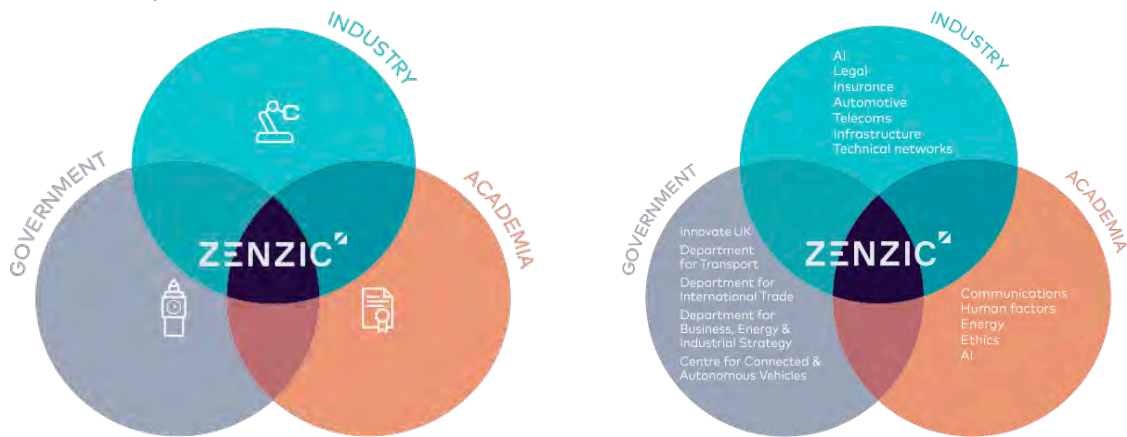 INDUSTRY
GOVERNMENT
ACADEMIA
ZENZIC
INDUSTRY
AI
Legal
Insurance
Automotive
Telecoms
Infrastructure
Technical networks
GOVERNMENT
ACADEMIA
Innovate UK
Department
for Transport
Department for
International Trade
Department for
Business, Energy &
Industrial Strategy
Centre for Connected &
Autonomous Vehicles
ZENZIC
Communications
Human factors
Energy
Ethics
AI